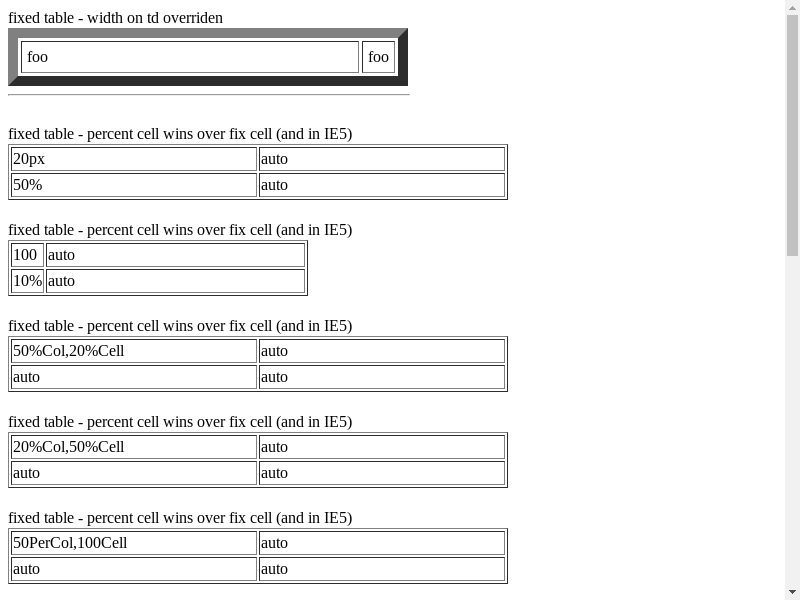 fixed table - width on td overriden
foo foo
fixed table - percent cell wins over fix cell (and in IE5)
20px auto
50% auto
fixed table - percent cell wins over fix cell (and in IE5)
100 auto
10% auto
fixed table - percent cell wins over fix cell (and in IE5)
50%Col,20%Cell auto
auto auto
fixed table - percent cell wins over fix cell (and in IE5)
20%Col,50%Cell auto
auto auto
fixed table - percent cell wins over fix cell (and in IE5)
50PerCol,100Cell auto
auto auto